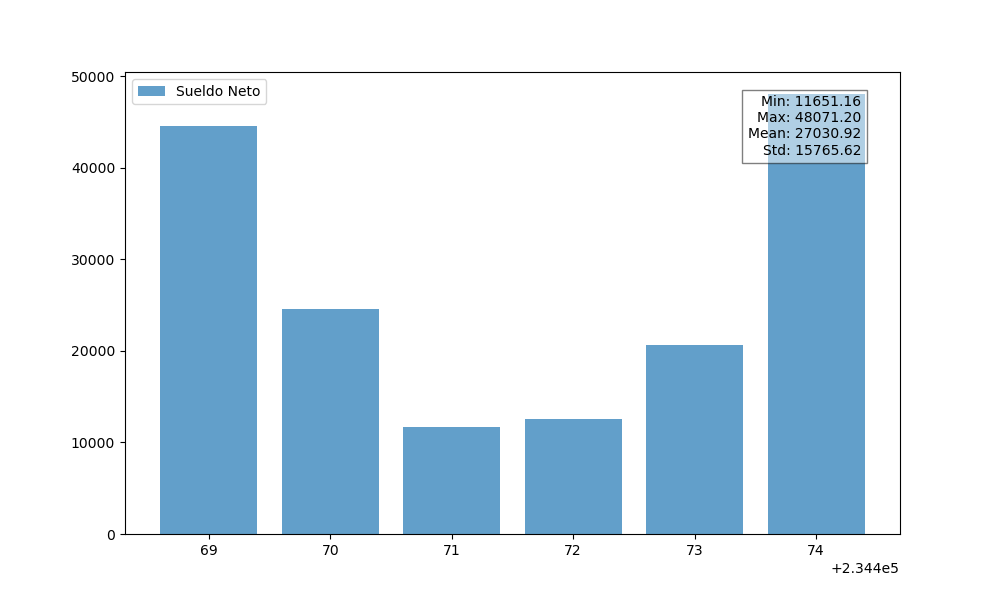 Sueldo Neto
Min: 11651.16
Max: 48071.20
Mean: 27030.92
Std: 15765.62
50000
40000
30000
20000
10000
0
69 70 71 72 73 74
+2.344e5